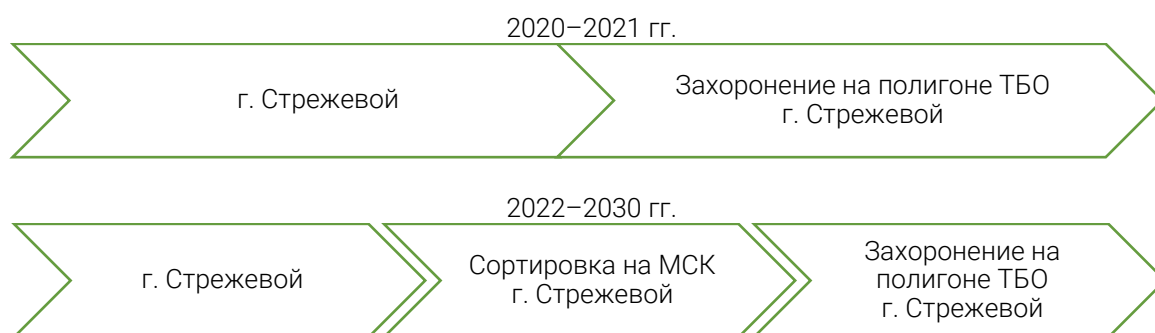 2020–2021 гг.
г. Стрежевой
Захоронение на полигоне ТБО
г. Стрежевой
2022–2030 гг.
г. Стрежевой
Сортировка на МСК
г. Стрежевой
Захоронение на
полигоне ТБО
г. Стрежевой